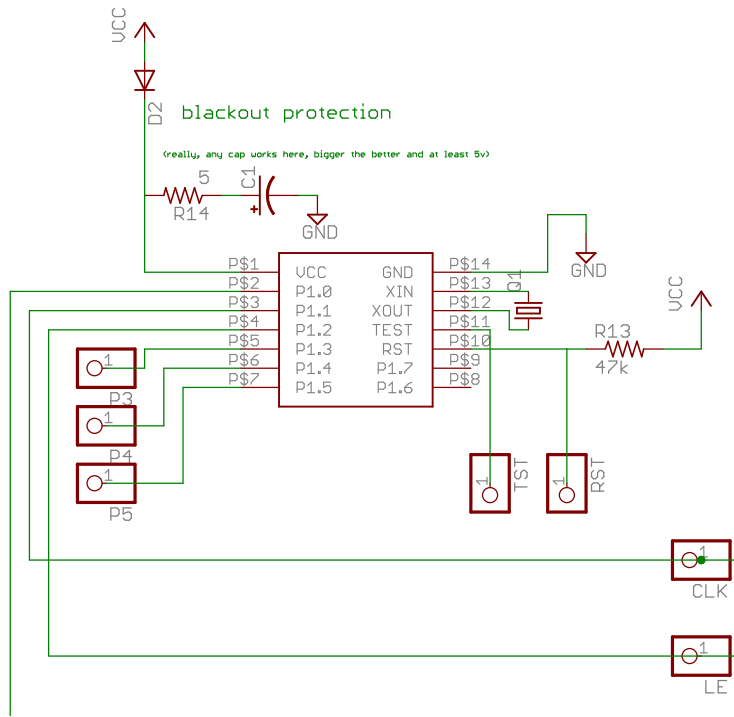 VCC
D2
blackout protection
(really, any cap works here, bigger the better and at least 5v)
5
C1
R14
GND
P$1 VCC GND P$14
GND
P$2 P1.0 XIN P$13
Q1
VCC
P$3 P1.1 XOUT P$12
P$4 P1.2 TEST P$11
R13
P$5 P1.3 RST P$10
47k
1
P$6 P1.4 P1.7 P$9
P$7 P1.5 P1.6 P$8
P3
1
P4
1
P5
1
TST
1
RST
1
CLK
1
LE